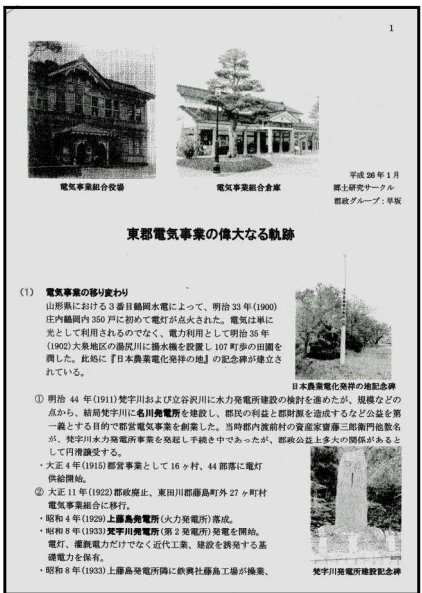 1
電気事業組合役場
電気事業組合倉庫
平成 26 年 1 月
郷土研究サークル
郡政グループ:早坂
東郡電気事業の偉大なる軌跡
(1) 電気事業の移り変わり
山形県における3番目鶴岡水電によって、明治 33 年(1900)
庄内鶴岡内 350 戸に初めて電灯が点火された。電気は単に
光として利用されるのでなく、電力利用として明治 35 年
(1902)大泉地区の湯尻川に揚水機を設置し 107 町歩の田園を
潤した。此処に『日本農業電化発祥の地』の記念碑が建立さ
れている。
日本農業電化発祥の地記念碑
① 明治 44 年(1911)梵字川および立谷沢川に水力発電所建設の検討を進めたが、規模などの
点から、結局梵字川に名川発電所を建設し、郡民の利益と郡財源を造成するなど公益を第
一義とする目的で郡営電気事業を創業した。当時郡内渡前村の資産家齋藤三郎衛門他数名
が、梵字川水力発電所事業を発起し手続き中であったが、郡政公益上多大の関係があると
して円滑譲受する。
・大正 4 年(1915)郡営事業として 16 ヶ村、44 部落に電灯
供給開始。
② 大正 11 年(1922)郡政廃止、東田川郡藤島町外 27 ヶ町村
電気事業組合に移行。
・昭和 4 年(1929)上藤島発電所(火力発電所)落成。
・昭和 8 年(1933)梵字川発電所(第 2 発電所)発電を開始。
電灯、灌漑電力だけでなく近代工業、建設を誘発する基
礎電力を保有。
・昭和 8 年(1933)上藤島発電所隣に鉄興社藤島工場が操業、
梵字川発電所建設記念碑